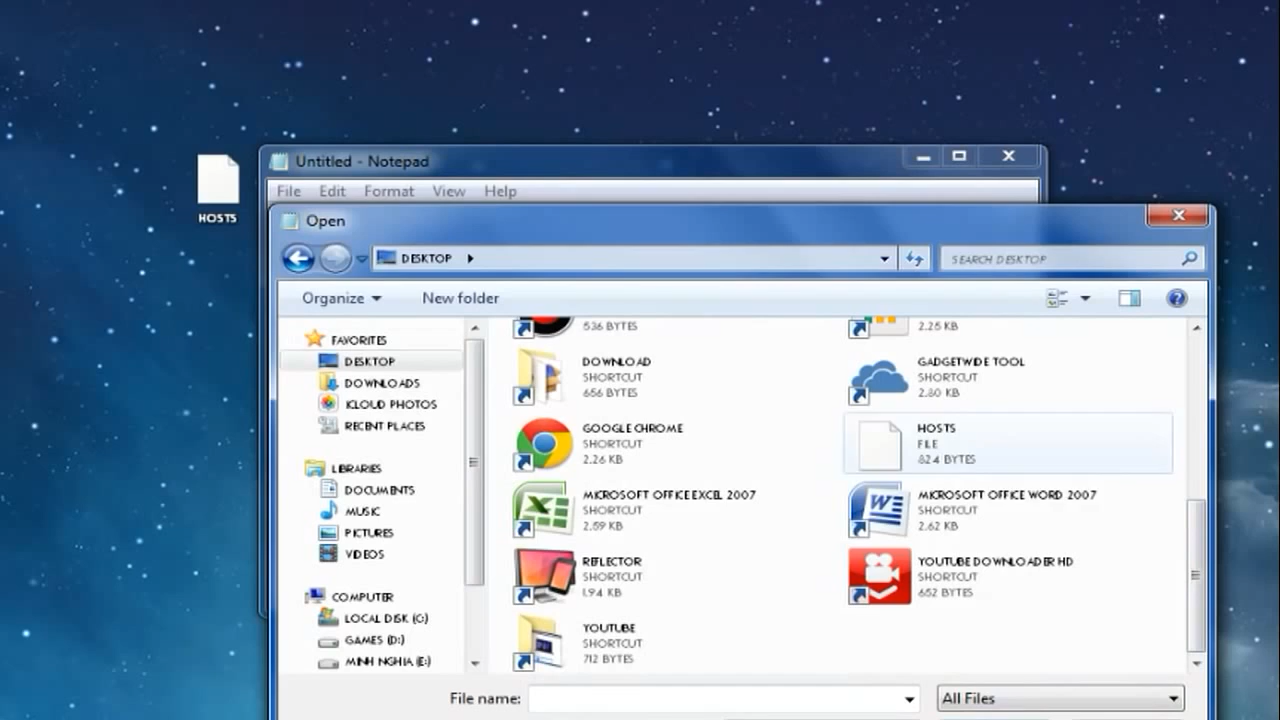 HOSTS
Untitled - Notepad
File Edit Format View Help
Open
DESKTOP
SEARCH DESKTOP
Organize
New folder
FAVORITES
DESKTOP
DOWNLOADS
ICLOUD PHOTOS
RECENT PLACES
LIBRARIES
DOCUMENTS
MUSIC
PICTURES
VIDEOS
COMPUTER
LOCAL DISK (C:)
GAMES (D:)
MINH NGHIA (E:)
536 BYTES
2.25 KB
DOWNLOAD
SHORTCUT
656 BYTES
GADGETWIDE TOOL
SHORTCUT
2.80 KB
GOOGLE CHROME
SHORTCUT
2.26 KB
HOSTS
FILE
824 BYTES
MICROSOFT OFFICE EXCEL 2007
SHORTCUT
2.59 KB
MICROSOFT OFFICE WORD 2007
SHORTCUT
2.62 KB
REFLECTOR
SHORTCUT
1.94 KB
YOUTUBE DOWNLOADER HD
SHORTCUT
652 BYTES
YOUTUBE
SHORTCUT
712 BYTES
File name:
All Files